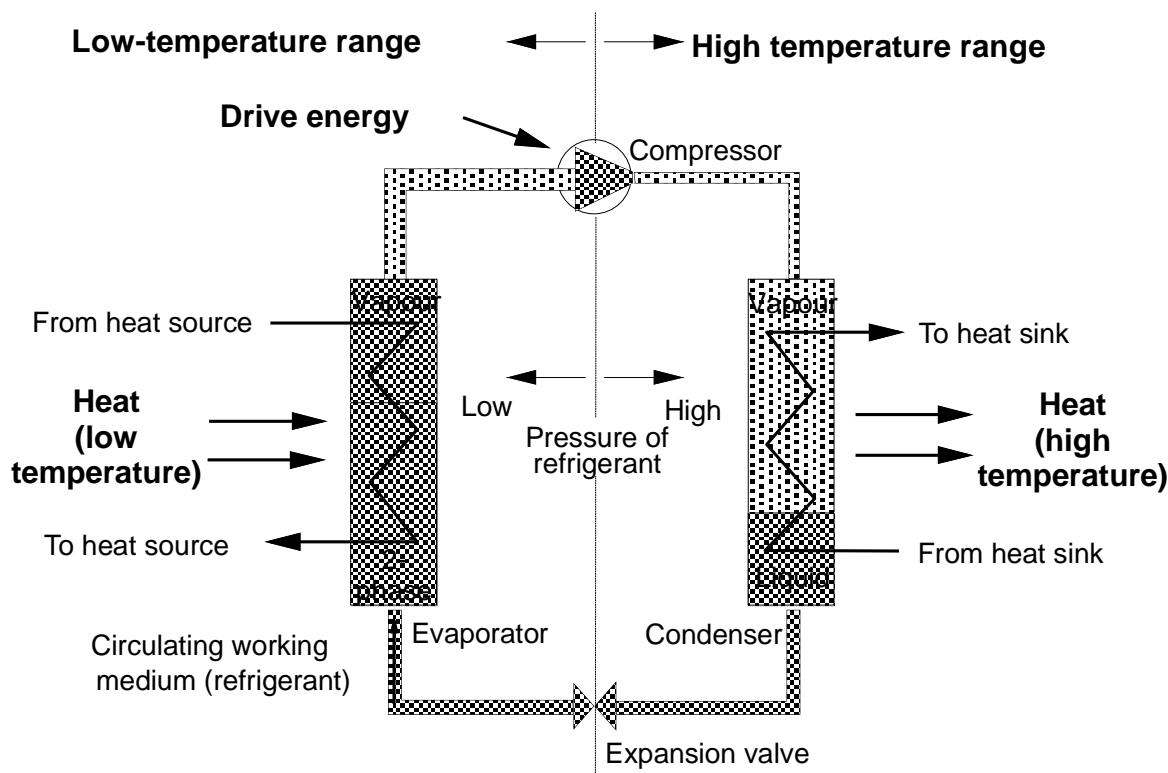 Low-temperature range
High temperature range
Drive energy
Compressor
Vapour
Vapour
From heat source
To heat sink
Low
High
Heat
(low
temperature)
Pressure of
refrigerant
Heat
(high
temperature)
To heat source
From heat sink
2-
phase
Liquid
Evaporator
Condenser
Circulating working
medium (refrigerant)
Expansion valve